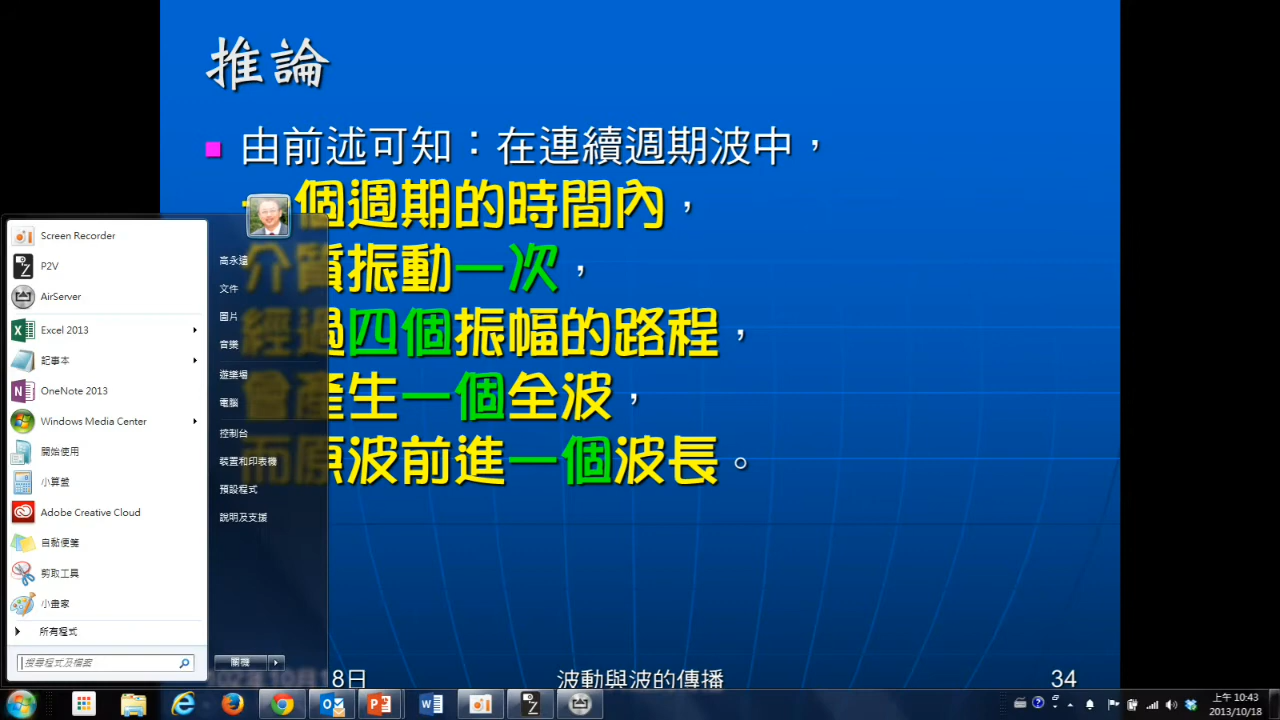 推論
由前述可知：在連續週期波中，
個週期的時間內，
介質振動一次，
經過四個振幅的路程，
會產生一個全波，
而原波前進一個波長。
Screen Recorder
P2V
AirServer
Excel 2013
記事本
OneNote 2013
Windows Media Center
開始使用
小算盤
Adobe Creative Cloud
自黏便箋
剪取工具
小畫家
所有程式
搜尋程式及檔案
高永遠
文件
圖片
音樂
遊樂場
電腦
控制台
裝置和印表機
預設程式
說明及支援
關機
8日
波動與波的傳播
34
上午 10:43
2013/10/18